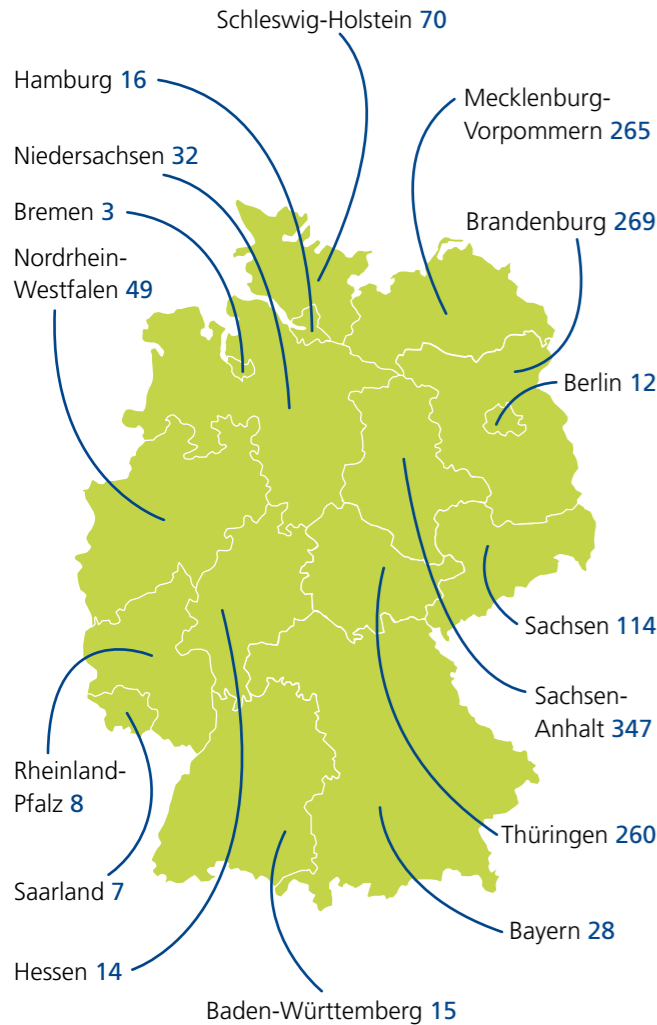 Schleswig-Holstein 70
Hamburg 16
Mecklenburg-
Vorpommern 265
Niedersachsen 32
Bremen 3
Brandenburg 269
Nordrhein-
Westfalen 49
Berlin 12
Sachsen 114
Sachsen-
Anhalt 347
Rheinland-
Pfalz 8
Thüringen 260
Saarland 7
Bayern 28
Hessen 14
Baden-Württemberg 15